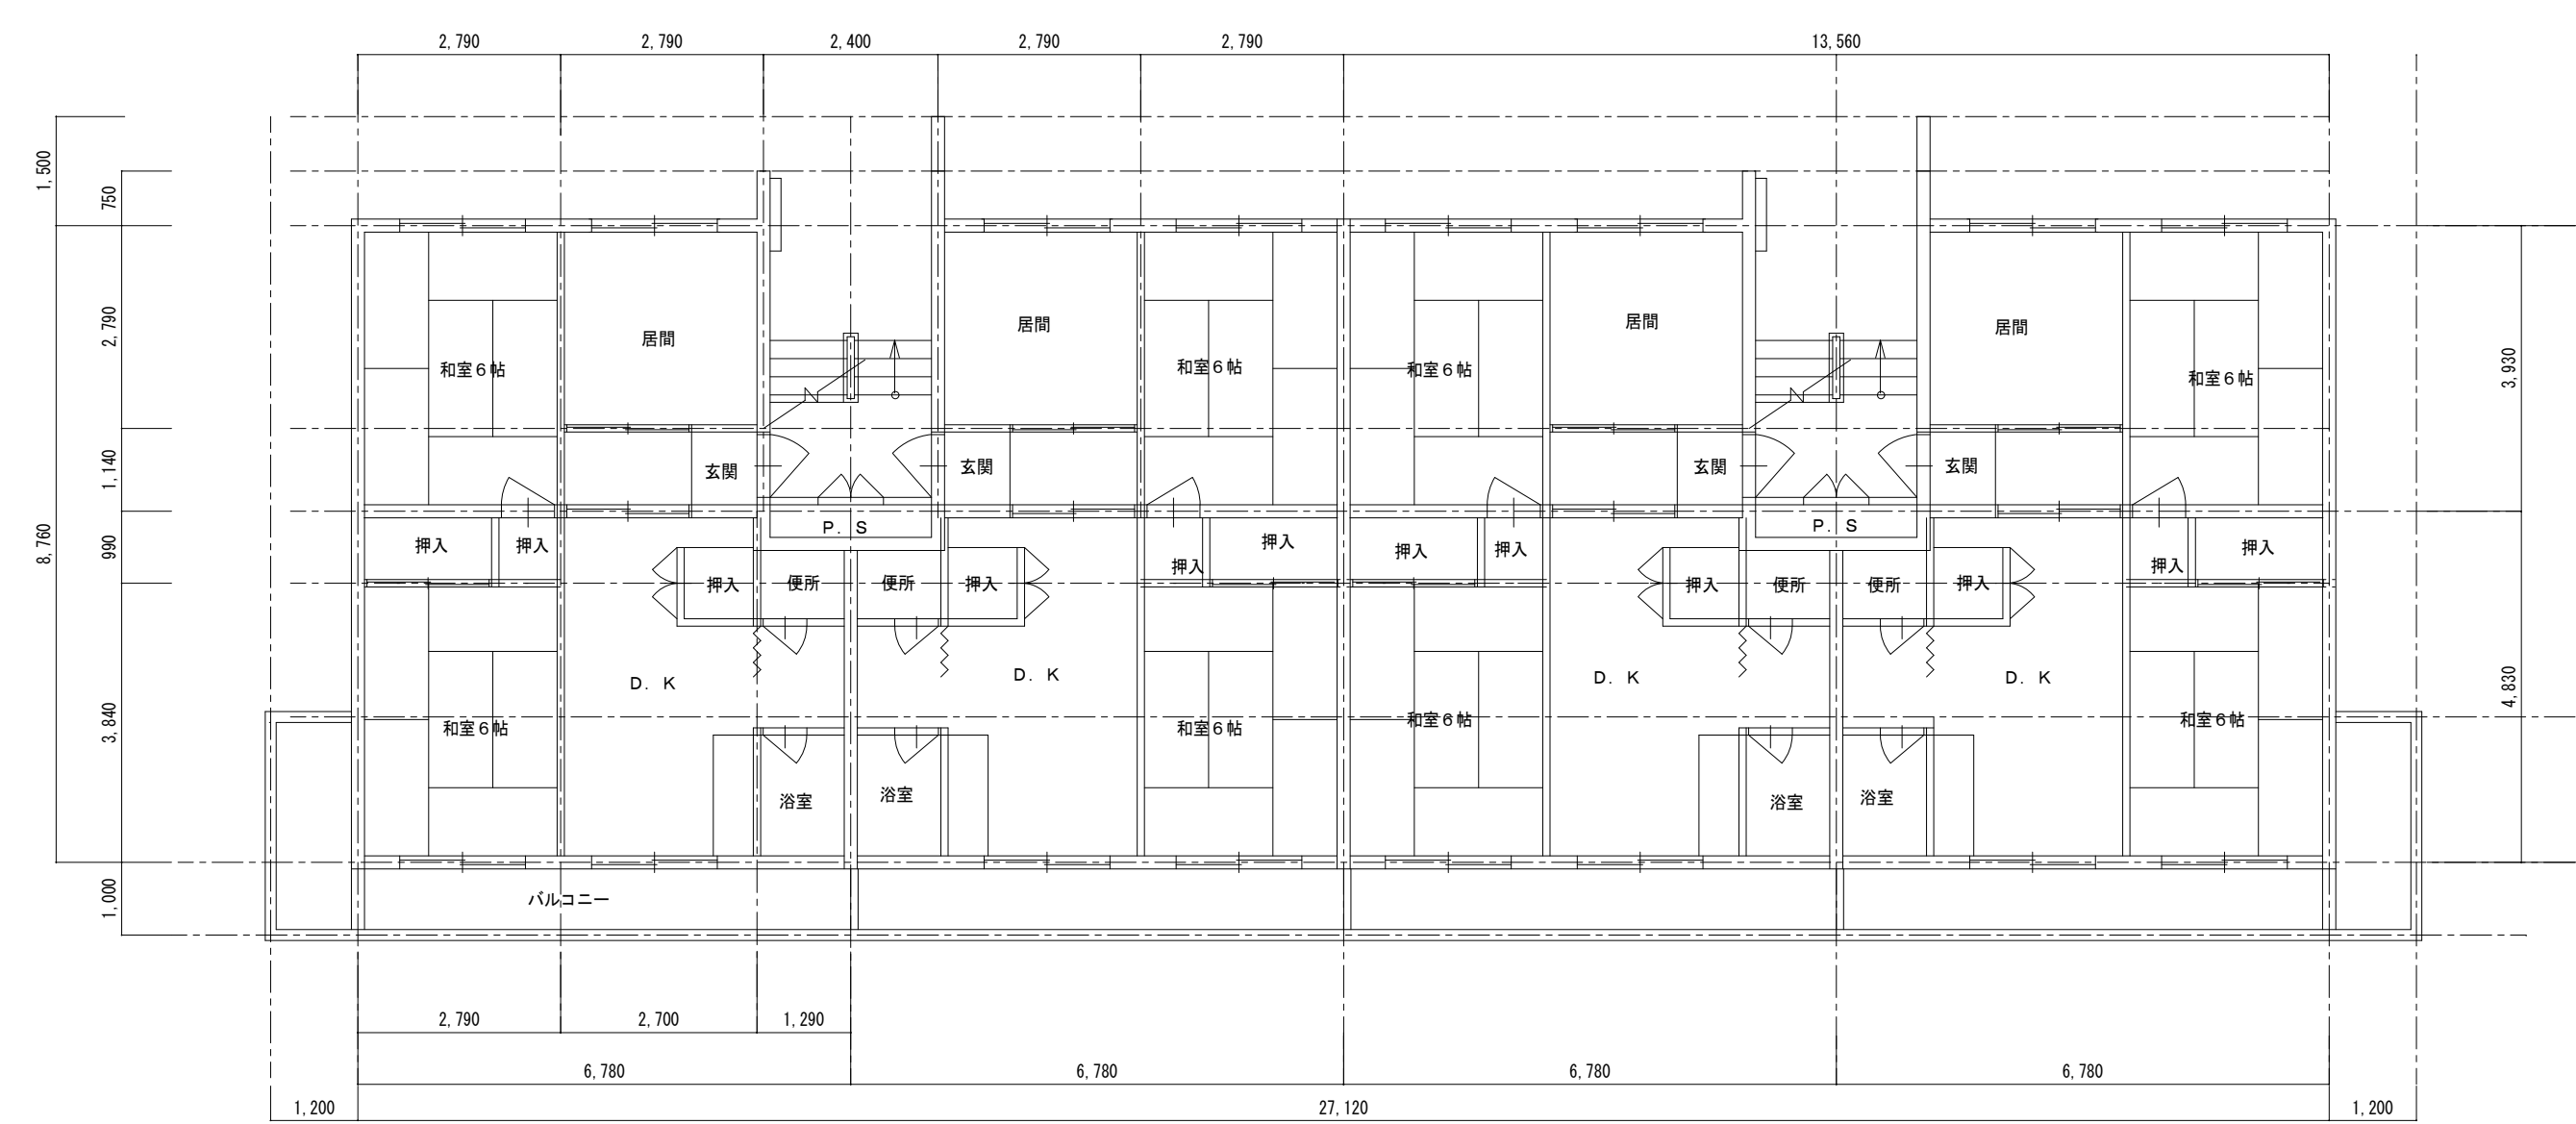 2,790
2,790
2,400
2,790
2,790
13,560
1,500
750
2,790
1,140
990
8,760
3,840
1,000
3,930
4,830
居間
居間
居間
居間
和室6帖
和室6帖
和室6帖
和室6帖
玄関
玄関
玄関
玄関
P.S
P.S
押入
押入
押入
押入
押入
押入
押入
押入
押入
便所
便所
押入
押入
便所
便所
押入
D.K
D.K
D.K
D.K
和室6帖
和室6帖
和室6帖
和室6帖
浴室
浴室
浴室
浴室
バルコニー
2,790
2,700
1,290
6,780
6,780
6,780
6,780
1,200
27,120
1,200